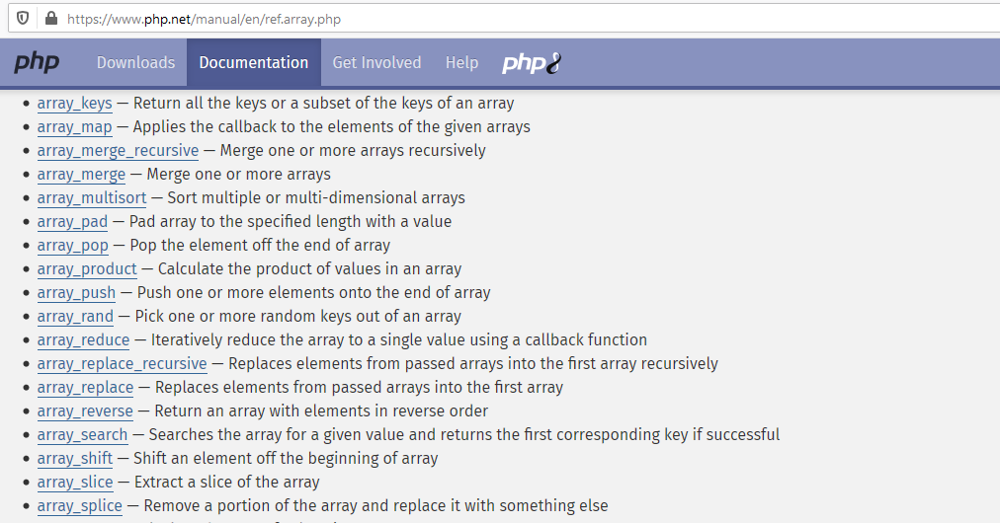 https://www.php.net/manual/en/ref.array.php
php Downloads Documentation Get Involved Help php8
• array_keys — Return all the keys or a subset of the keys of an array
• array_map — Applies the callback to the elements of the given arrays
• array_merge_recursive — Merge one or more arrays recursively
• array_merge — Merge one or more arrays
• array_multisort — Sort multiple or multi-dimensional arrays
• array_pad — Pad array to the specified length with a value
• array_pop — Pop the element off the end of array
• array_product — Calculate the product of values in an array
• array_push — Push one or more elements onto the end of array
• array_rand — Pick one or more random keys out of an array
• array_reduce — Iteratively reduce the array to a single value using a callback function
• array_replace_recursive — Replaces elements from passed arrays into the first array recursively
• array_replace — Replaces elements from passed arrays into the first array
• array_reverse — Return an array with elements in reverse order
• array_search — Searches the array for a given value and returns the first corresponding key if successful
• array_shift — Shift an element off the beginning of array
• array_slice — Extract a slice of the array
• array_splice — Remove a portion of the array and replace it with something else